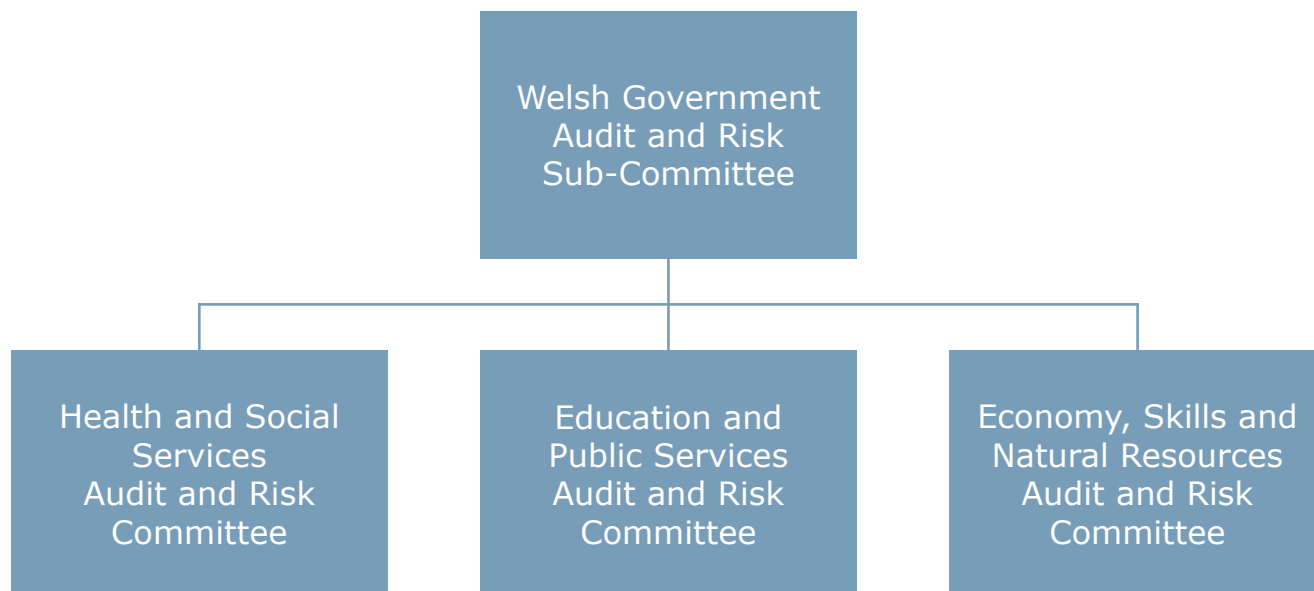 Welsh Government
Audit and Risk
Sub-Committee
Health and Social
Services
Audit and Risk
Committee
Education and
Public Services
Audit and Risk
Committee
Economy, Skills and
Natural Resources
Audit and Risk
Committee